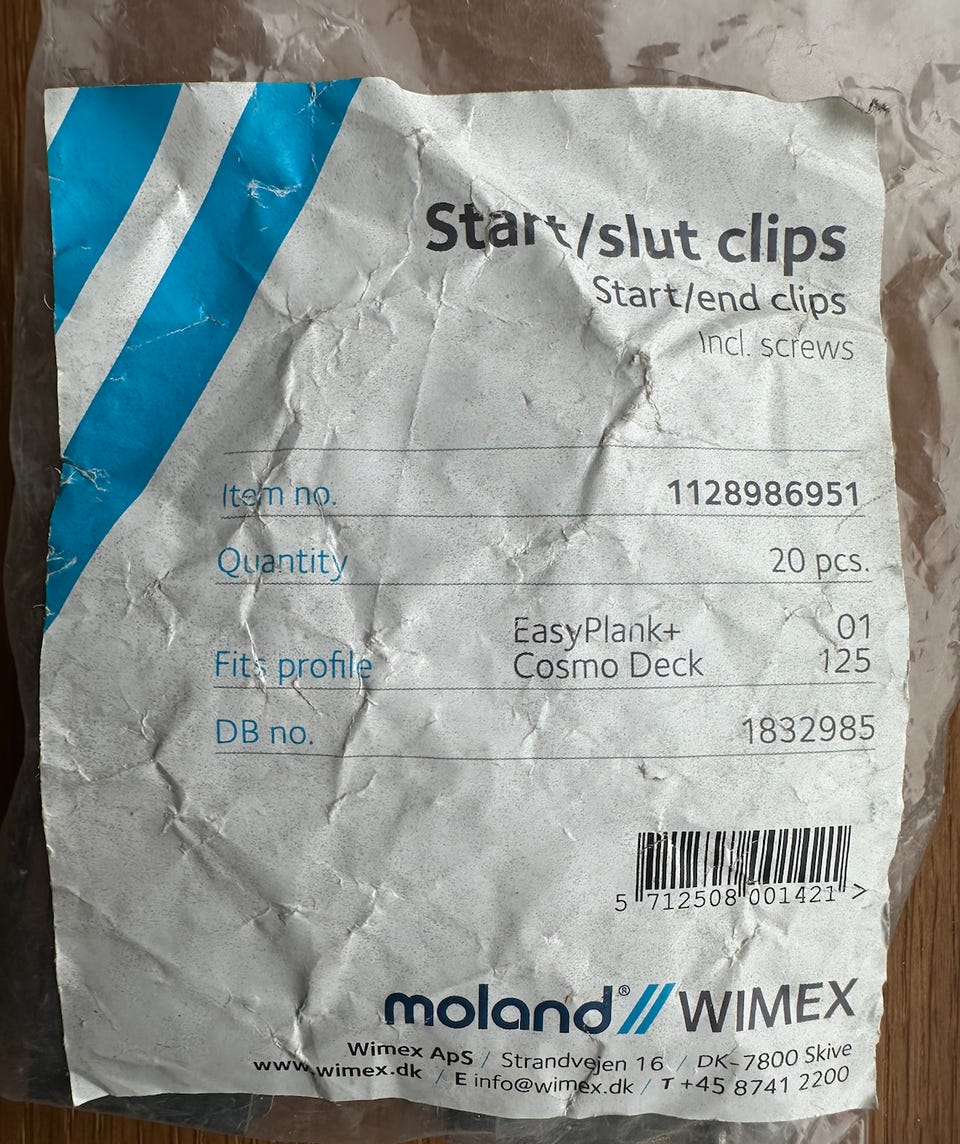 Start/slut clips
Start/end clips
Incl. screws
Item no. 1128986951
Quantity 20 pcs.
EasyPlank+ 01
Fits profile Cosmo Deck 125
DB no. 1832985
5 712508 001421 >
moland® // WIMEX
Wimex ApS / Strandvejen 16 / DK-7800 Skive
www.wimex.dk / E info@wimex.dk / T +45 8741 2200